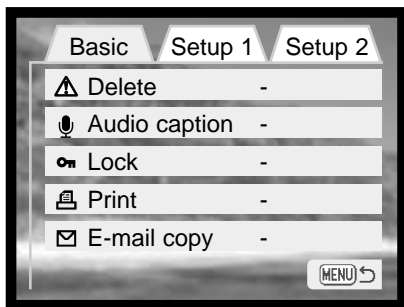 Basic Setup 1 Setup 2
Delete -
Audio caption -
Lock -
Print -
E-mail copy -
MENU